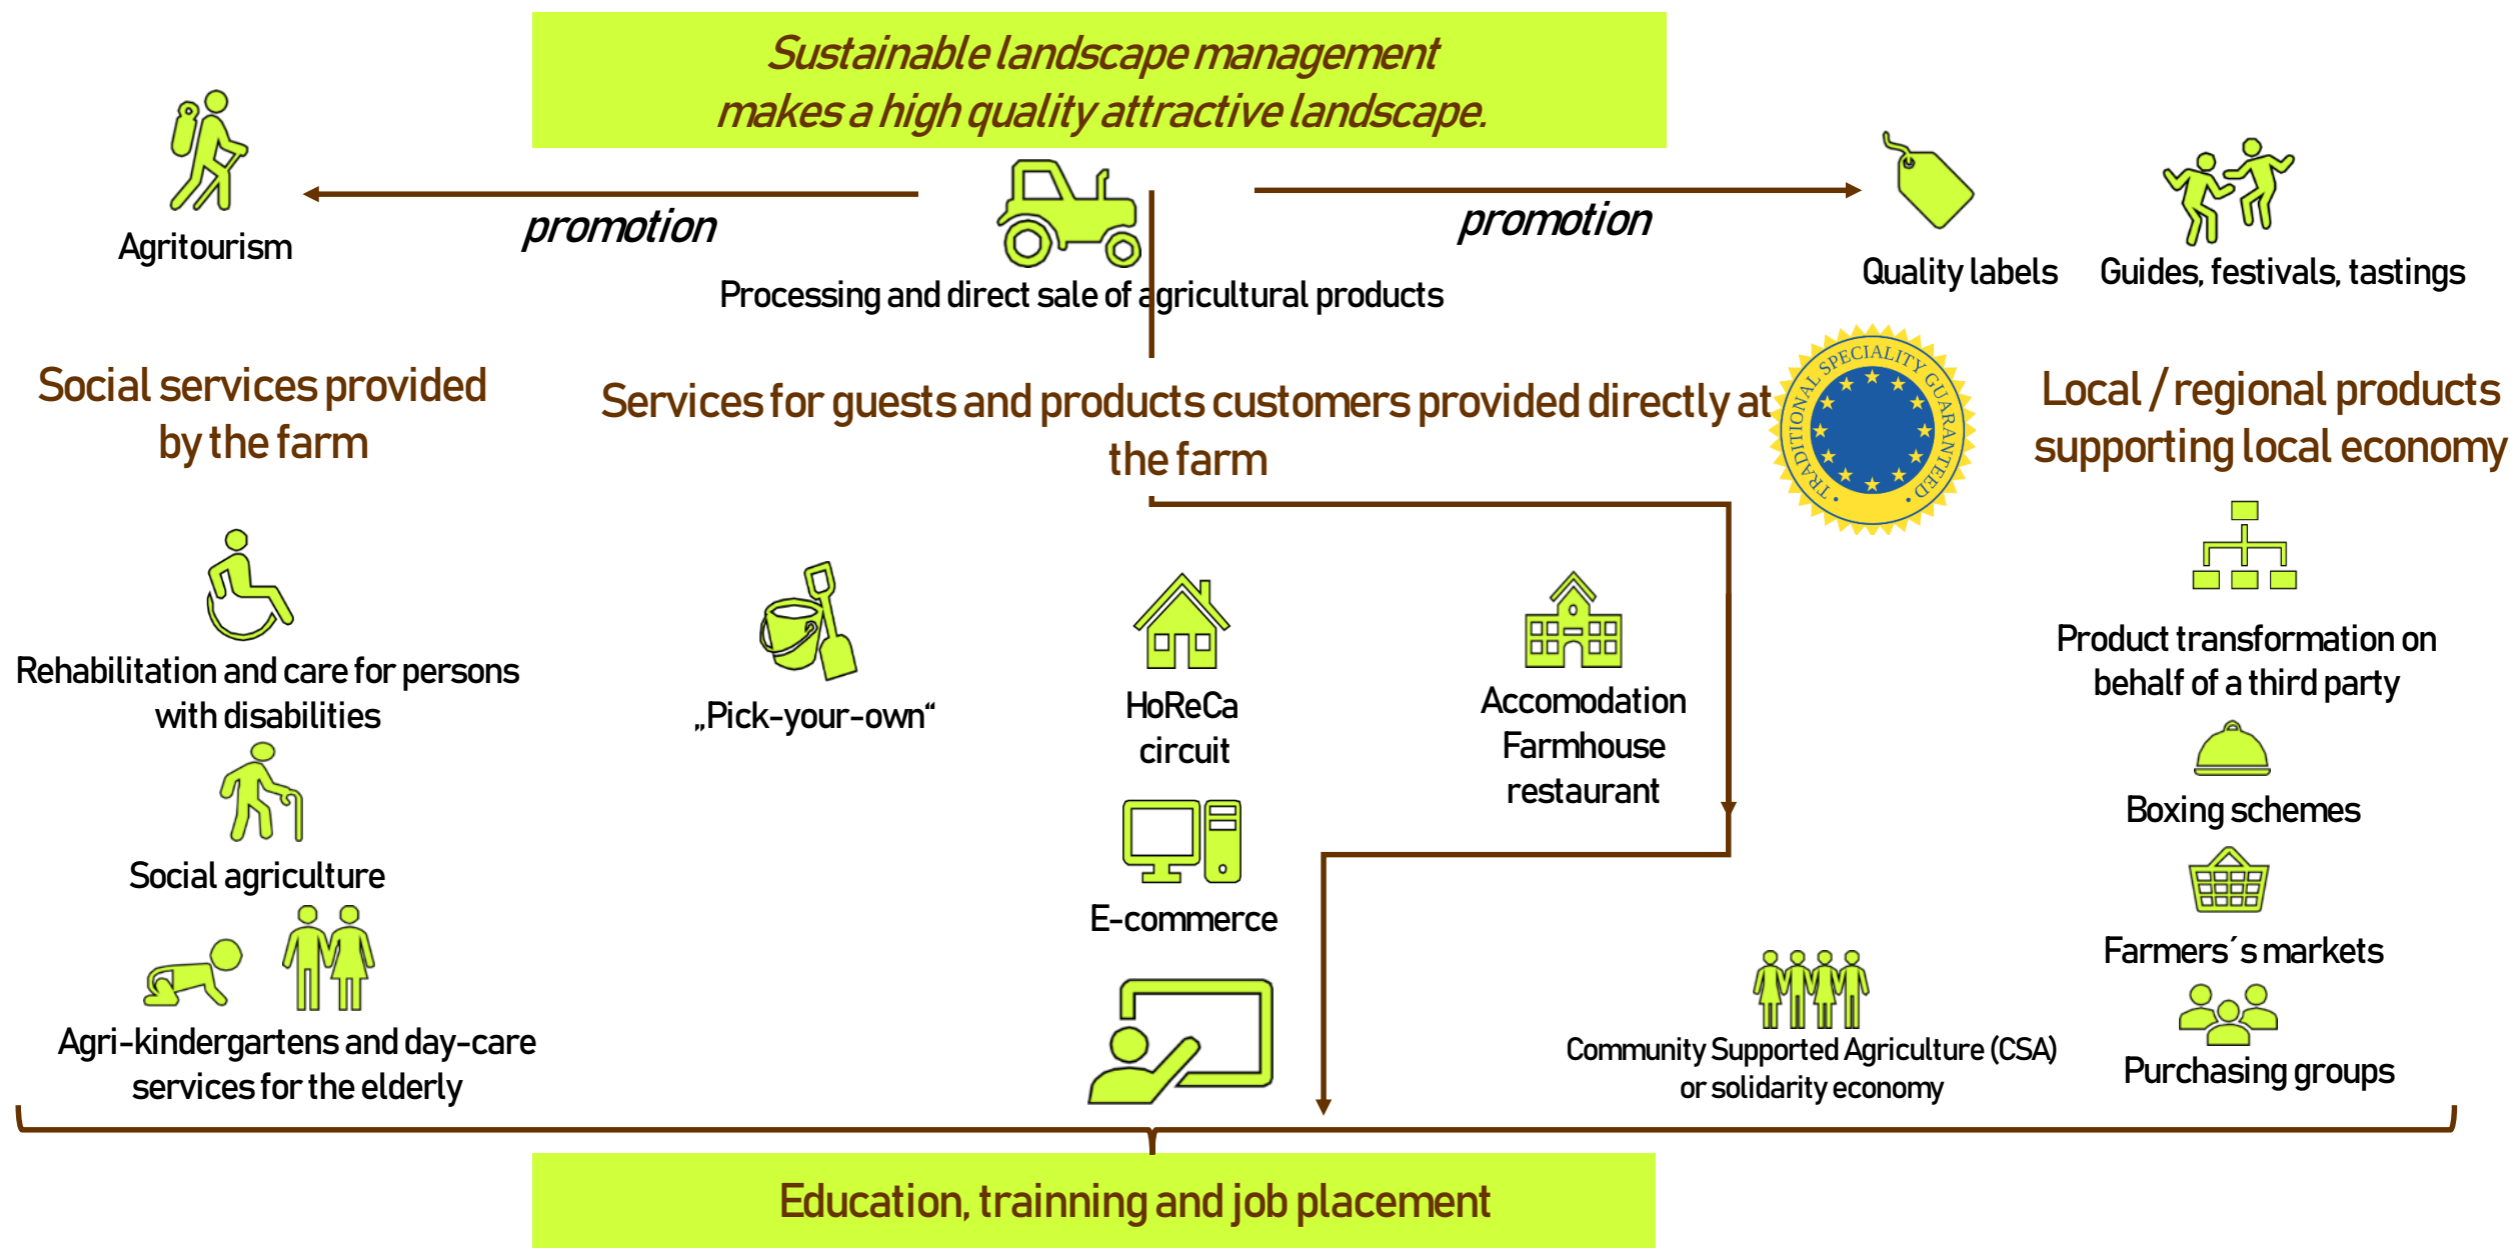 Sustainable landscape management
makes a high quality attractive landscape.
Agritourism
promotion
promotion
Processing and direct sale of agricultural products
Quality labels
Guides, festivals, tastings
Social services provided
by the farm
Services for guests and products customers provided directly at
the farm
TRADITIONAL SPECIALITY GUARANTEED
Local / regional products
supporting local economy
Rehabilitation and care for persons
with disabilities
Social agriculture
Agri-kindergartens and day-care
services for the elderly
„Pick-your-own“
HoReCa
circuit
E-commerce
Accomodation
Farmhouse
restaurant
Community Supported Agriculture (CSA)
or solidarity economy
Product transformation on
behalf of a third party
Boxing schemes
Farmers´s markets
Purchasing groups
Education, trainning and job placement